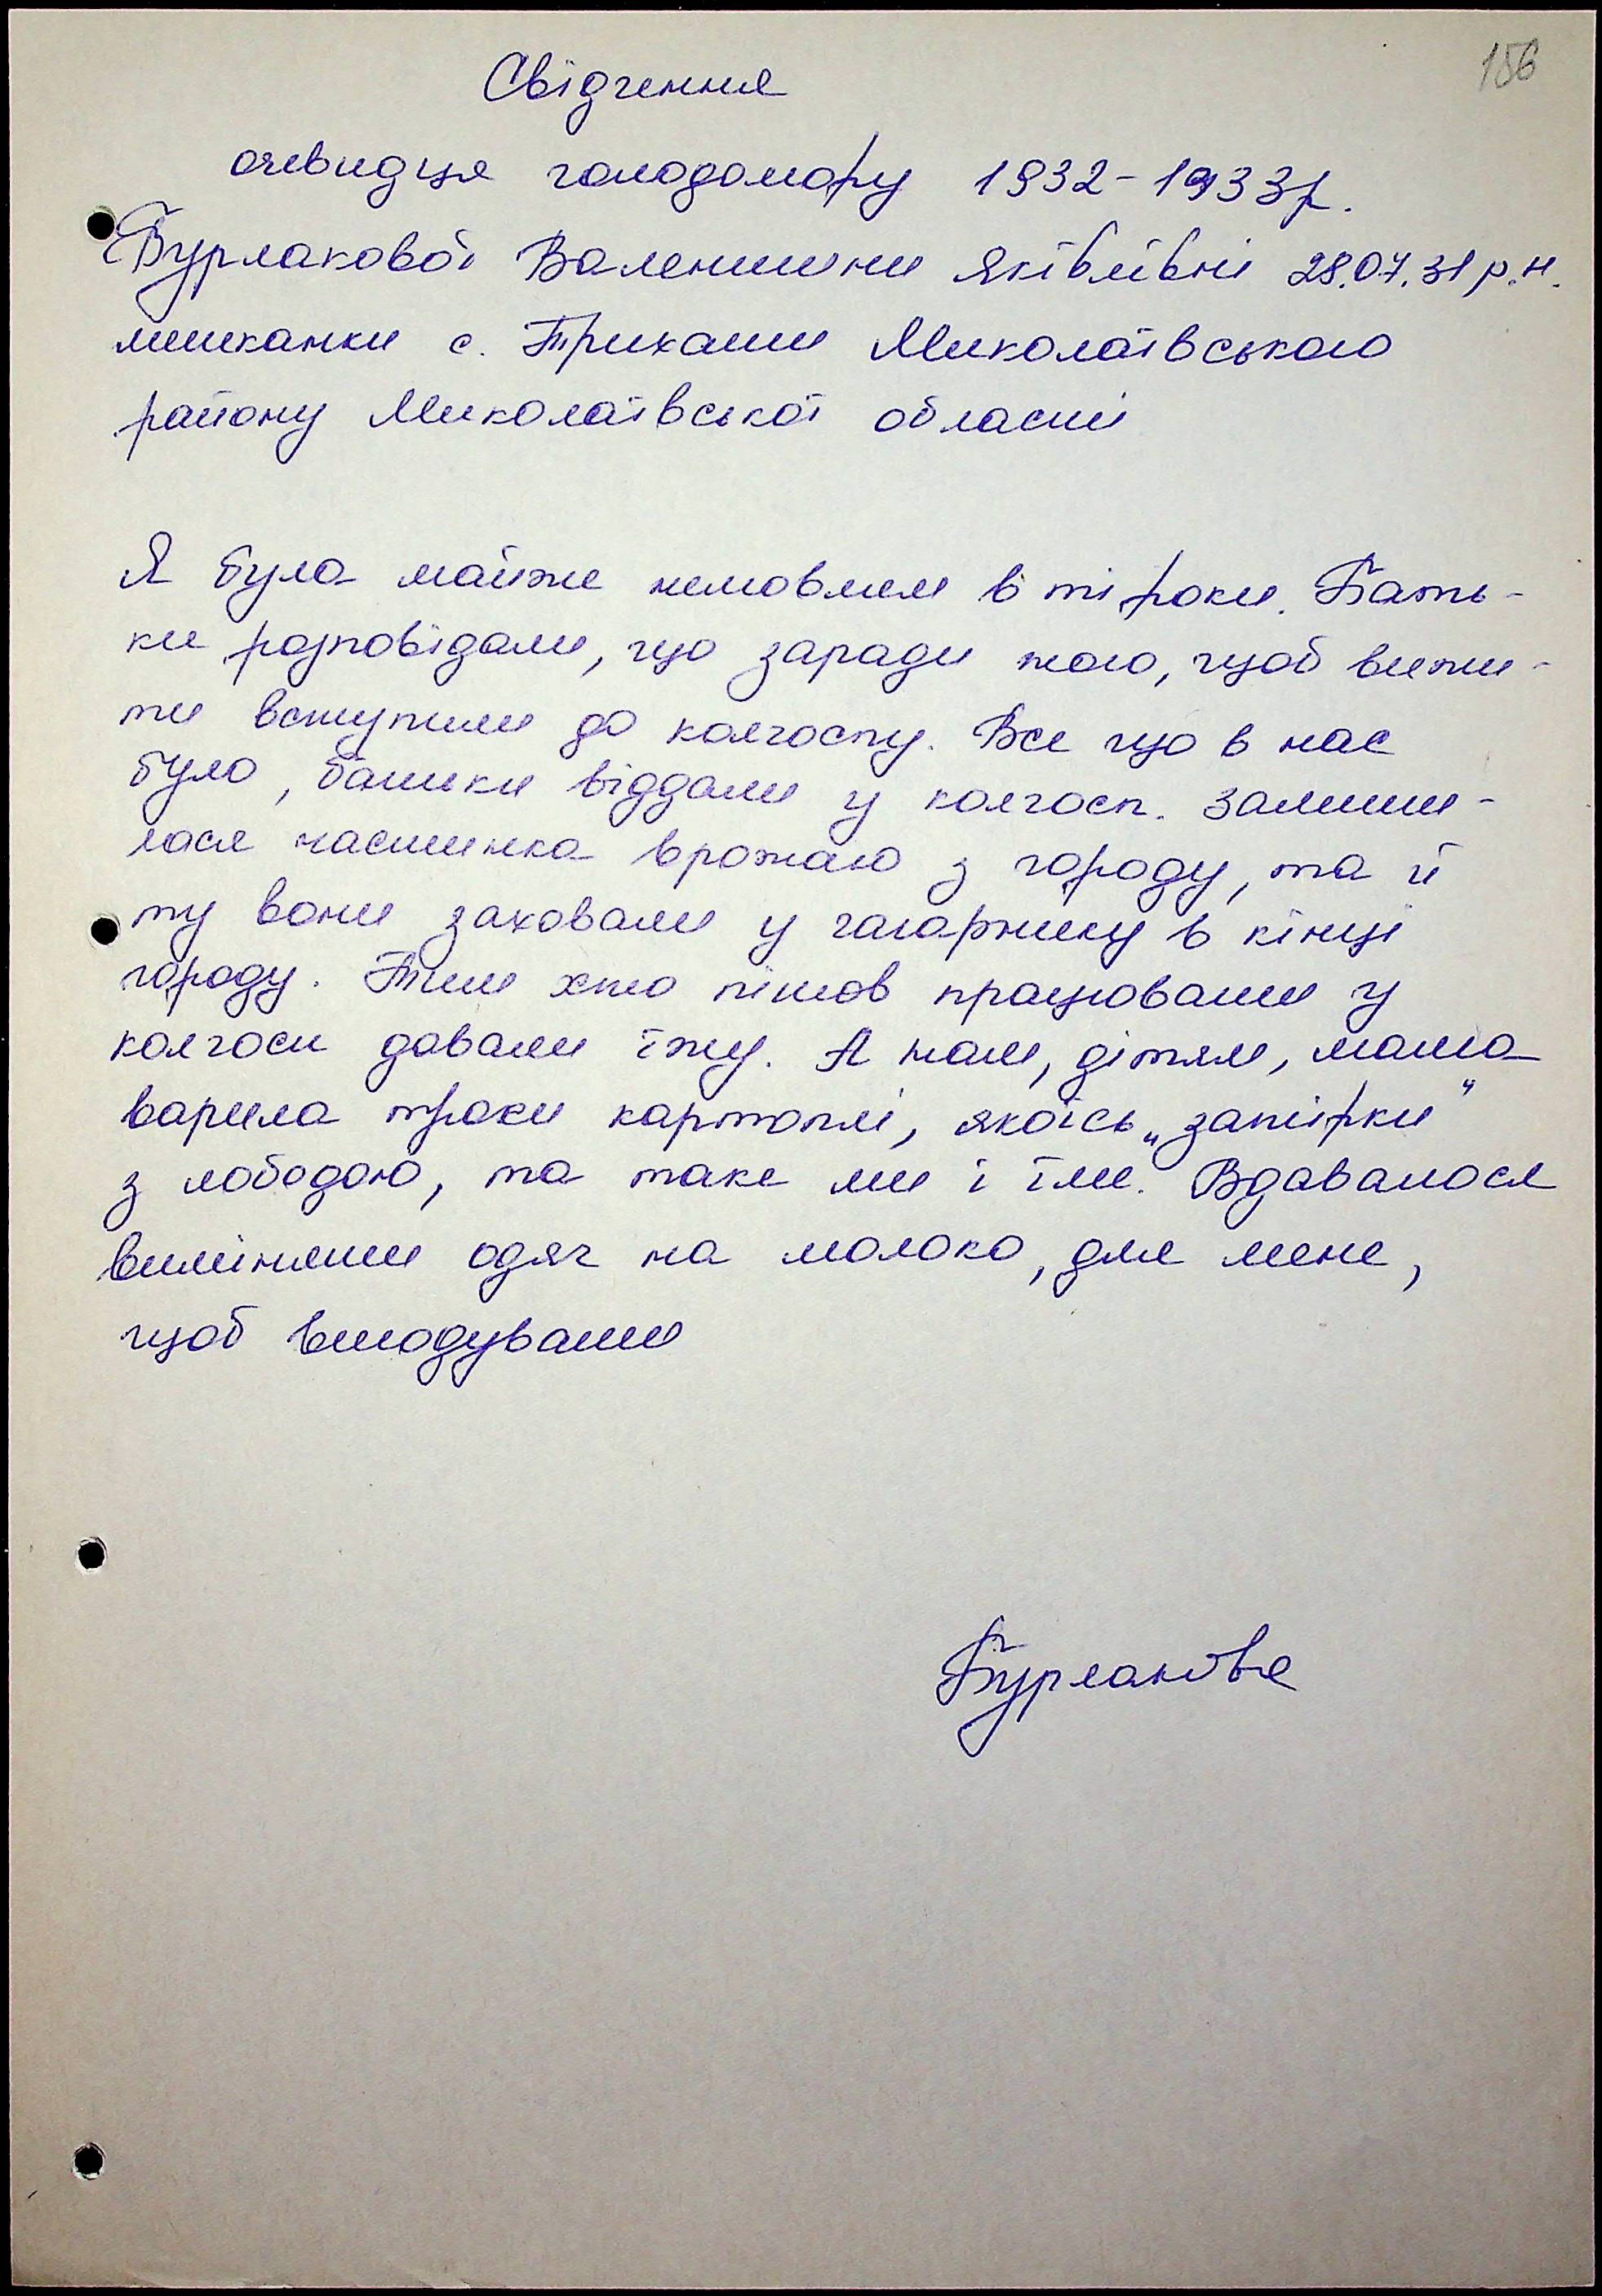 156
Свідчення
очевидця голодомору 1932-1933р.
Бурлакової Валентини Яківлівні 28.07.31 р.н.
мешканки с. Трихати Миколаївського
району Миколаївської області
Я була майже немовлям в ті роки. Бать-
ки розповідали, що заради того, щоб вижи-
ти вступили до колгоспу. Все що в нас
було, батьки віддали у колгосп. Залиши-
лася частинка врожаю з городу, та й
ту вони заховали у чагарнику в кінці
городу. Тим хто пішов працювати у
колгосп давали їжу. А нам, дітям, мама
варила трохи картоплі, якоїсь „запірки"
з лободою, та таке ми і їли. Вдавалося
виміняти одяг на молоко, для мене,
щоб вигодувати
Бурлакова